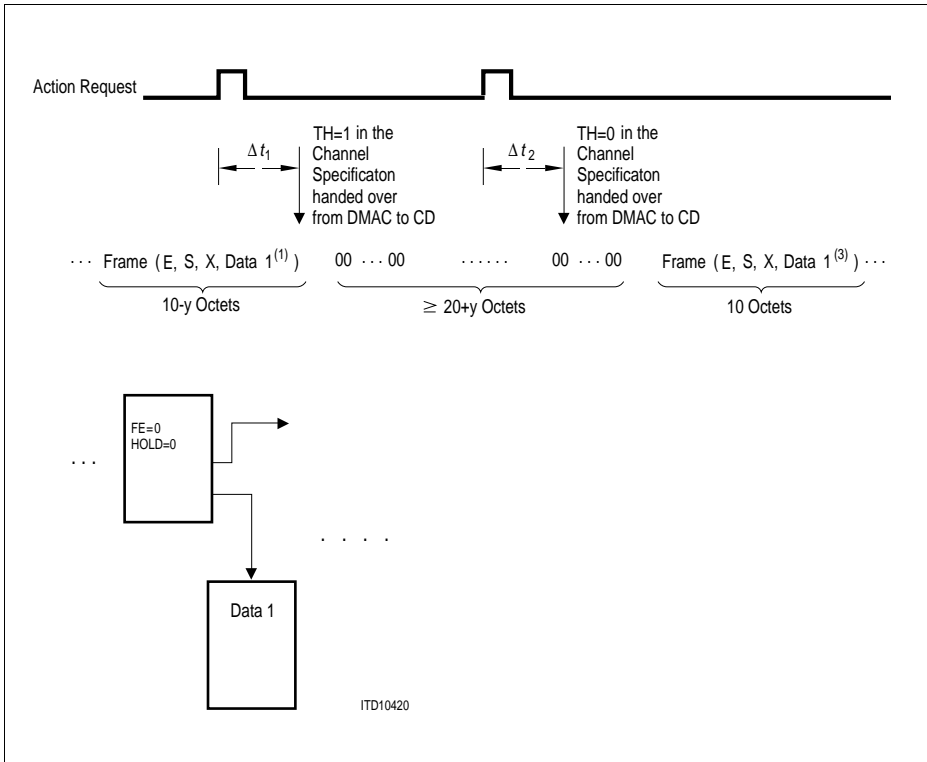 Action Request
Δt1
TH=1 in the
Channel
Specificaton
handed over
from DMAC to CD
Δt2
TH=0 in the
Channel
Specificaton
handed over
from DMAC to CD
··· Frame (E, S, X, Data 1(1)) 00 ··· 00 ······ 00 ··· 00 Frame (E, S, X, Data 1(3)) ···
10-y Octets
≥ 20+y Octets
10 Octets
FE=0
HOLD=0
···
. . . .
Data 1
ITD10420